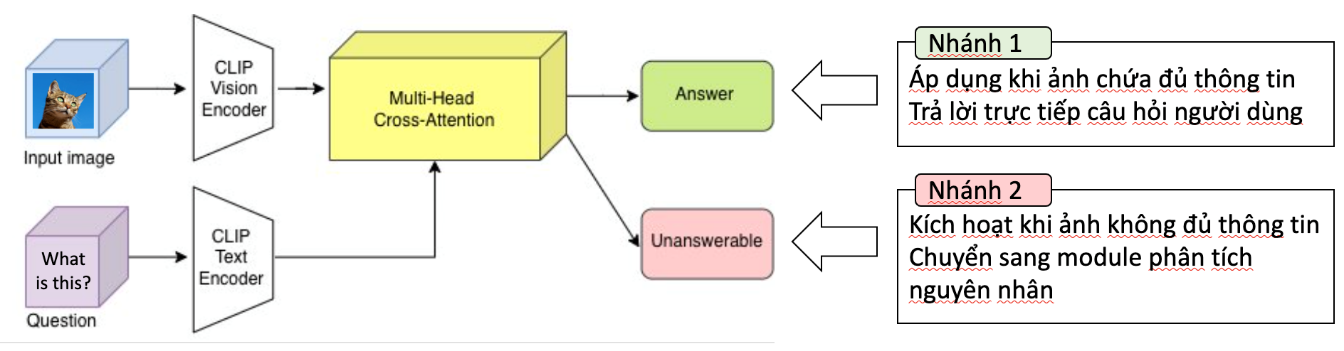 Input image
CLIP
Vision
Encoder
Multi-Head
Cross-Attention
Answer
Nhánh 1
Áp dụng khi ảnh chứa đủ thông tin
Trả lời trực tiếp câu hỏi người dùng
What
is this?
Question
CLIP
Text
Encoder
Unanswerable
Nhánh 2
Kích hoạt khi ảnh không đủ thông tin
Chuyển sang module phân tích
nguyên nhân